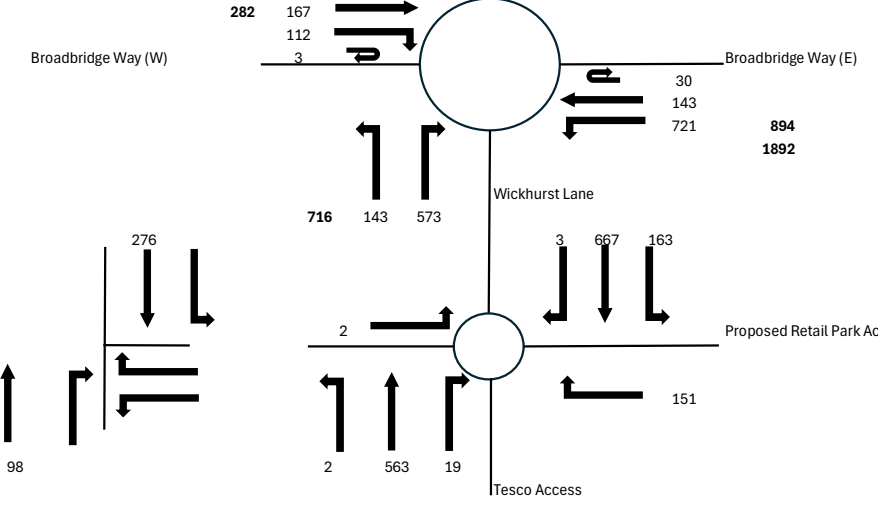 282 167
112
Broadbridge Way (W) 3 Broadbridge Way (E)
30
143
721 894
1892
Wickhurst Lane
716 143 573
276 3 667 163
2 Proposed Retail Park Ac
151
98 2 563 19
Tesco Access